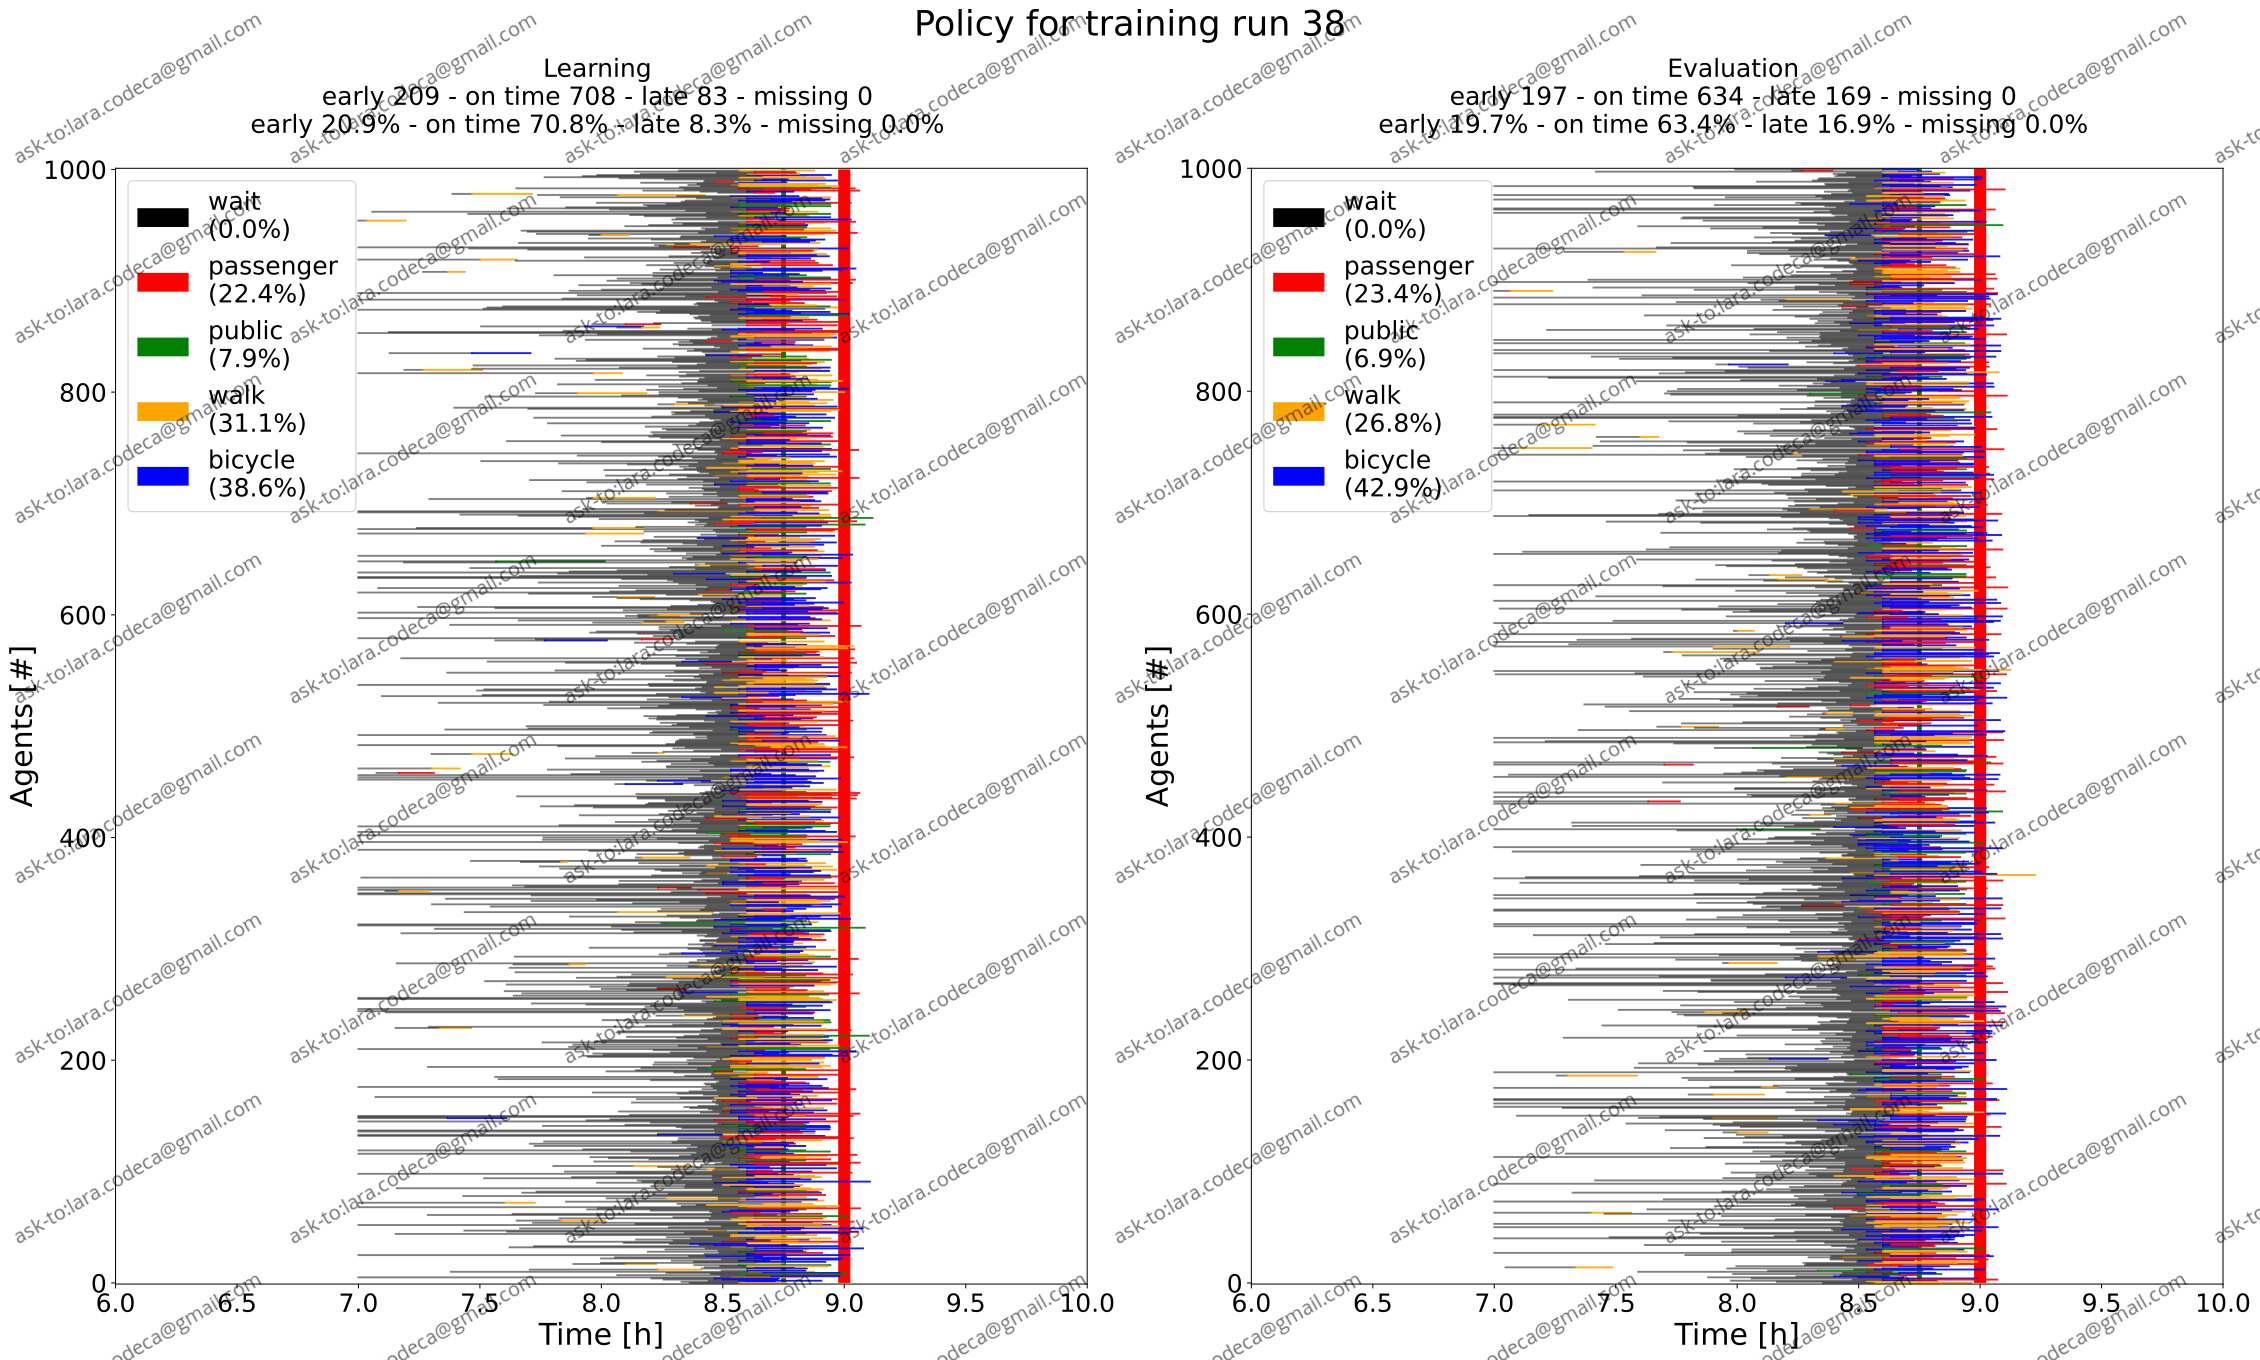 Policy for training run 38
Learning
early 209 - on time 708 - late 83 - missing 0
early 20.9% - on time 70.8% - late 8.3% - missing 0.0%
1000
800
600
400
200
0
Agents [#]
wait
(0.0%)
passenger
(22.4%)
public
(7.9%)
walk
(31.1%)
bicycle
(38.6%)
6.0 6.5 7.0 7.5 8.0 8.5 9.0 9.5 10.0
Time [h]
Evaluation
early 197 - on time 634 - late 169 - missing 0
early 19.7% - on time 63.4% - late 16.9% - missing 0.0%
1000
800
600
400
200
0
Agents [#]
wait
(0.0%)
passenger
(23.4%)
public
(6.9%)
walk
(26.8%)
bicycle
(42.9%)
6.0 6.5 7.0 7.5 8.0 8.5 9.0 9.5 10.0
Time [h]
ask-to:lara.codeca@gmail.com